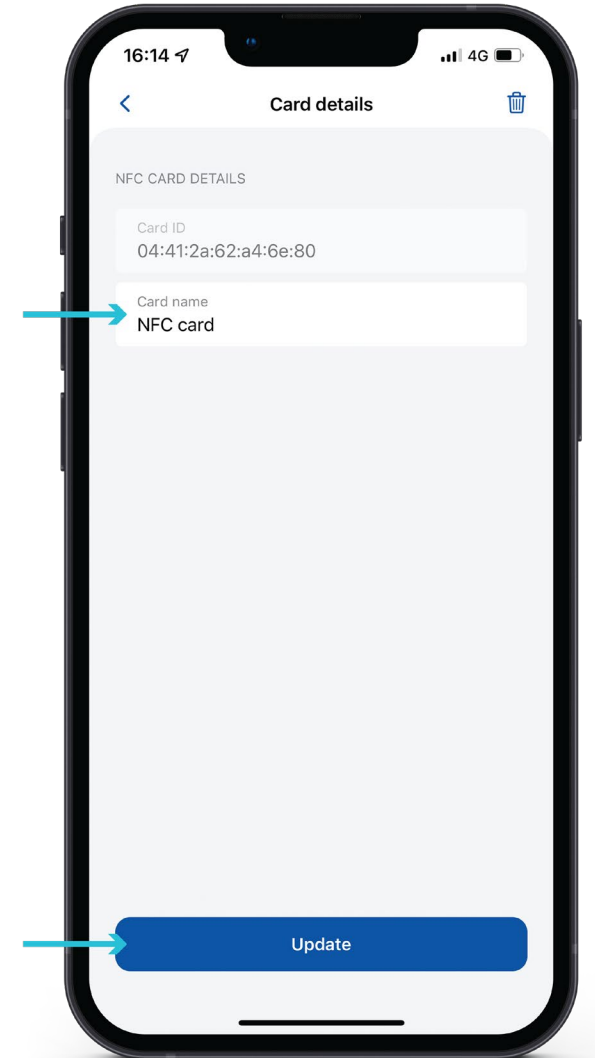 16:14 4G
Card details
NFC CARD DETAILS
Card ID
04:41:2a:62:a4:6e:80
Card name
NFC card
Update